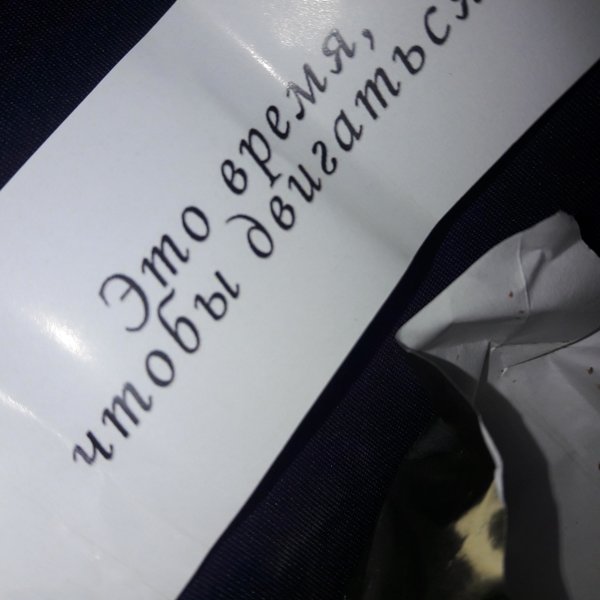 Это время,
чтобы двигаться